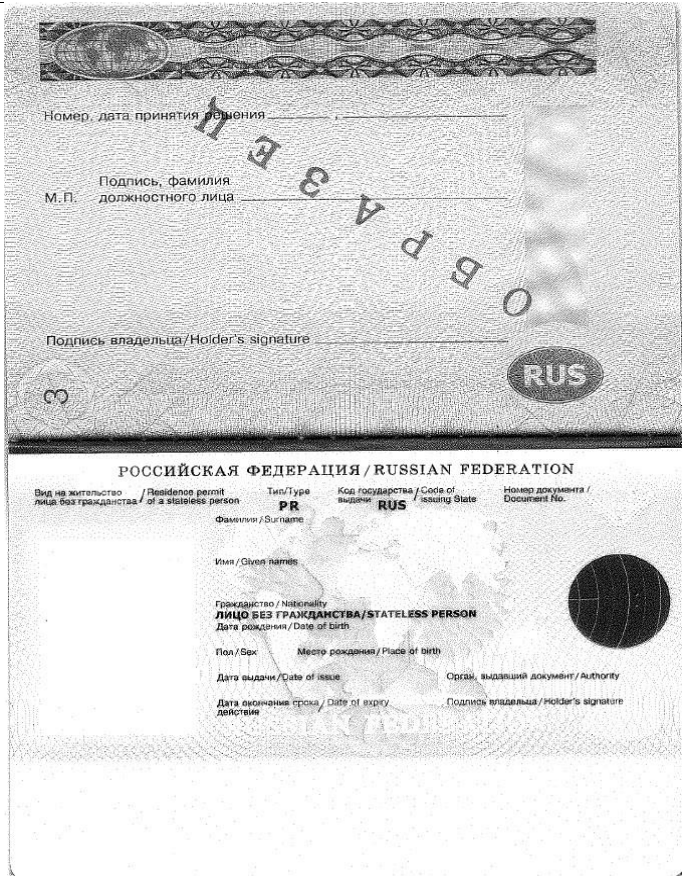 Номер, дата принятия решения
ОБРАЗЕЦ
Подпись, фамилия
М.П. должностного лица
Подпись владельца/Holder's signature
3
RUS
РОССИЙСКАЯ ФЕДЕРАЦИЯ/RUSSIAN FEDERATION
Вид на жительство / Residence permit
лица без гражданства / of a stateless person
Тип/Type
PR
Код государства / Code of
выдачи issuing State
RUS
Номер документа /
Document No.
Фамилия/Surname
Имя/Given names
Гражданство / Nationality
ЛИЦО БЕЗ ГРАЖДАНСТВА/STATELESS PERSON
Дата рождения/Date of birth
Пол/Sex Место рождения/Place of birth
Дата выдачи/Date of issue Орган, выдавший документ/Authority
Дата окончания срока / Date of expiry Подпись владельца/Holder's signature
действия
RUSSIAN FEDERATION